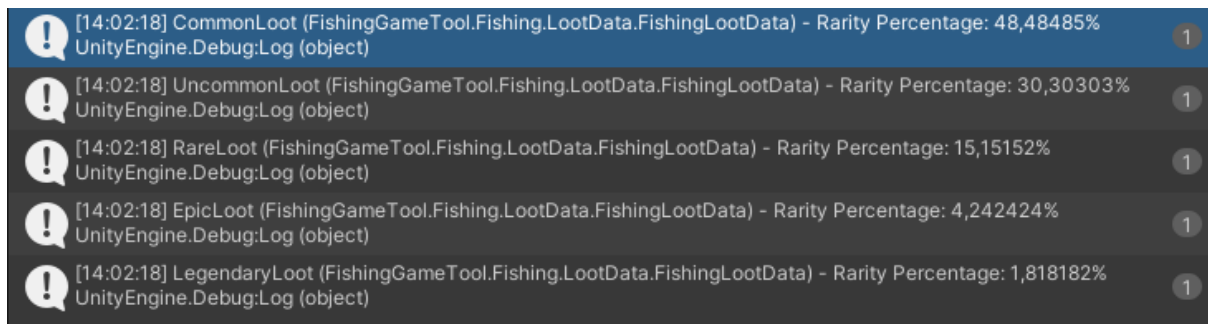 [14:02:18] CommonLoot (FishingGameTool.Fishing.LootData.FishingLootData) - Rarity Percentage: 48,48485%
UnityEngine.Debug:Log (object)
1
[14:02:18] UncommonLoot (FishingGameTool.Fishing.LootData.FishingLootData) - Rarity Percentage: 30,30303%
UnityEngine.Debug:Log (object)
1
[14:02:18] RareLoot (FishingGameTool.Fishing.LootData.FishingLootData) - Rarity Percentage: 15,15152%
UnityEngine.Debug:Log (object)
1
[14:02:18] EpicLoot (FishingGameTool.Fishing.LootData.FishingLootData) - Rarity Percentage: 4,242424%
UnityEngine.Debug:Log (object)
1
[14:02:18] LegendaryLoot (FishingGameTool.Fishing.LootData.FishingLootData) - Rarity Percentage: 1,818182%
UnityEngine.Debug:Log (object)
1